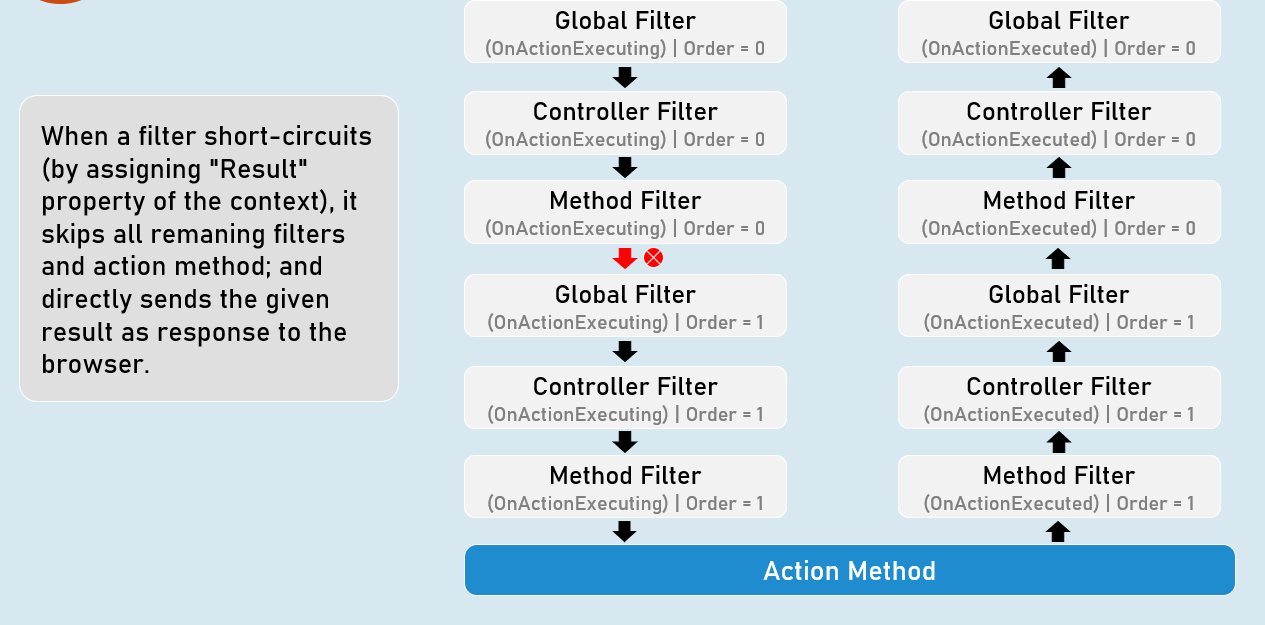 When a filter short-circuits
(by assigning "Result"
property of the context), it
skips all remaning filters
and action method; and
directly sends the given
result as response to the
browser.
Global Filter
(OnActionExecuting) | Order = 0
Controller Filter
(OnActionExecuting) | Order = 0
Method Filter
(OnActionExecuting) | Order = 0
Global Filter
(OnActionExecuting) | Order = 1
Controller Filter
(OnActionExecuting) | Order = 1
Method Filter
(OnActionExecuting) | Order = 1
Global Filter
(OnActionExecuted) | Order = 0
Controller Filter
(OnActionExecuted) | Order = 0
Method Filter
(OnActionExecuted) | Order = 0
Global Filter
(OnActionExecuted) | Order = 1
Controller Filter
(OnActionExecuted) | Order = 1
Method Filter
(OnActionExecuted) | Order = 1
Action Method